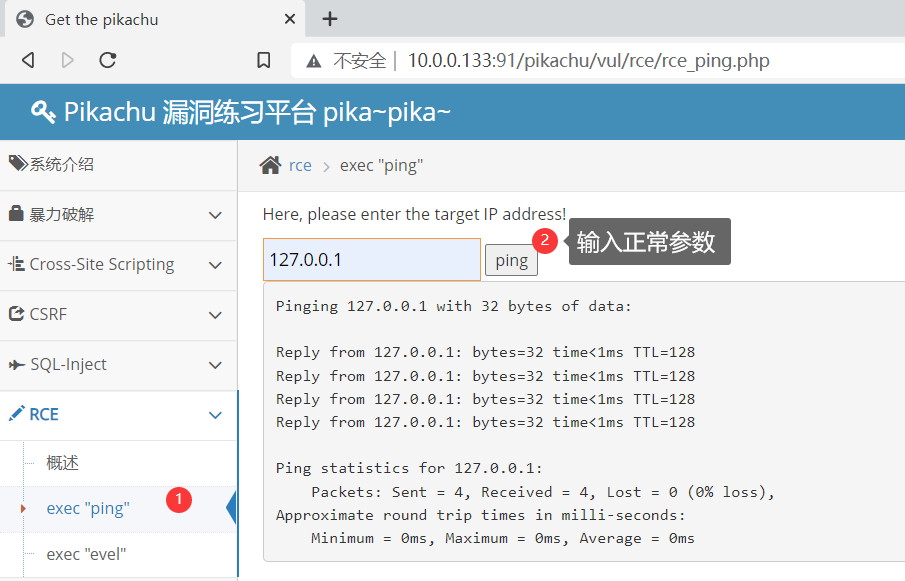 Get the pikachu
不安全 | 10.0.0.133:91/pikachu/vul/rce/rce_ping.php
Pikachu 漏洞练习平台 pika~pika~
系统介绍
暴力破解
Cross-Site Scripting
CSRF
SQL-Inject
RCE
概述
exec "ping"
1
exec "evel"
rce > exec "ping"
Here, please enter the target IP address!
127.0.0.1
ping
2
输入正常参数
Pinging 127.0.0.1 with 32 bytes of data:
Reply from 127.0.0.1: bytes=32 time<1ms TTL=128
Reply from 127.0.0.1: bytes=32 time<1ms TTL=128
Reply from 127.0.0.1: bytes=32 time<1ms TTL=128
Reply from 127.0.0.1: bytes=32 time<1ms TTL=128
Ping statistics for 127.0.0.1:
Packets: Sent = 4, Received = 4, Lost = 0 (0% loss),
Approximate round trip times in milli-seconds:
Minimum = 0ms, Maximum = 0ms, Average = 0ms